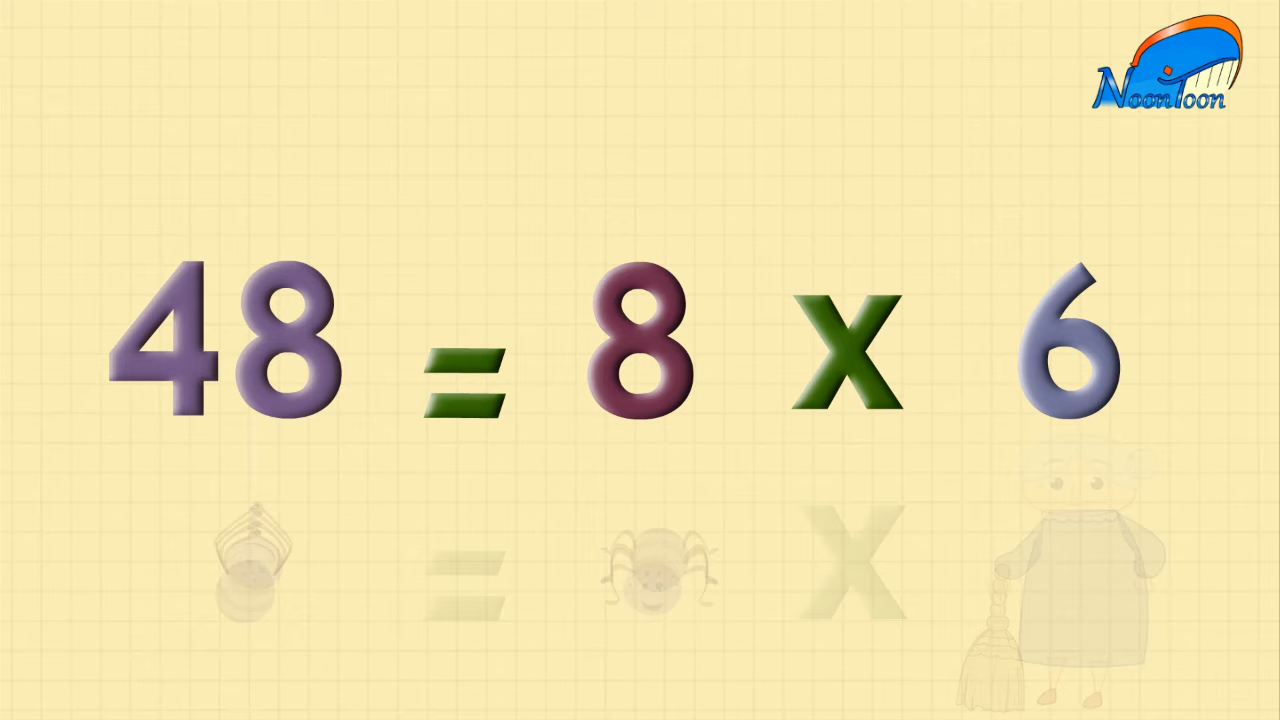 NoonToon
48 = 8 x 6
= x